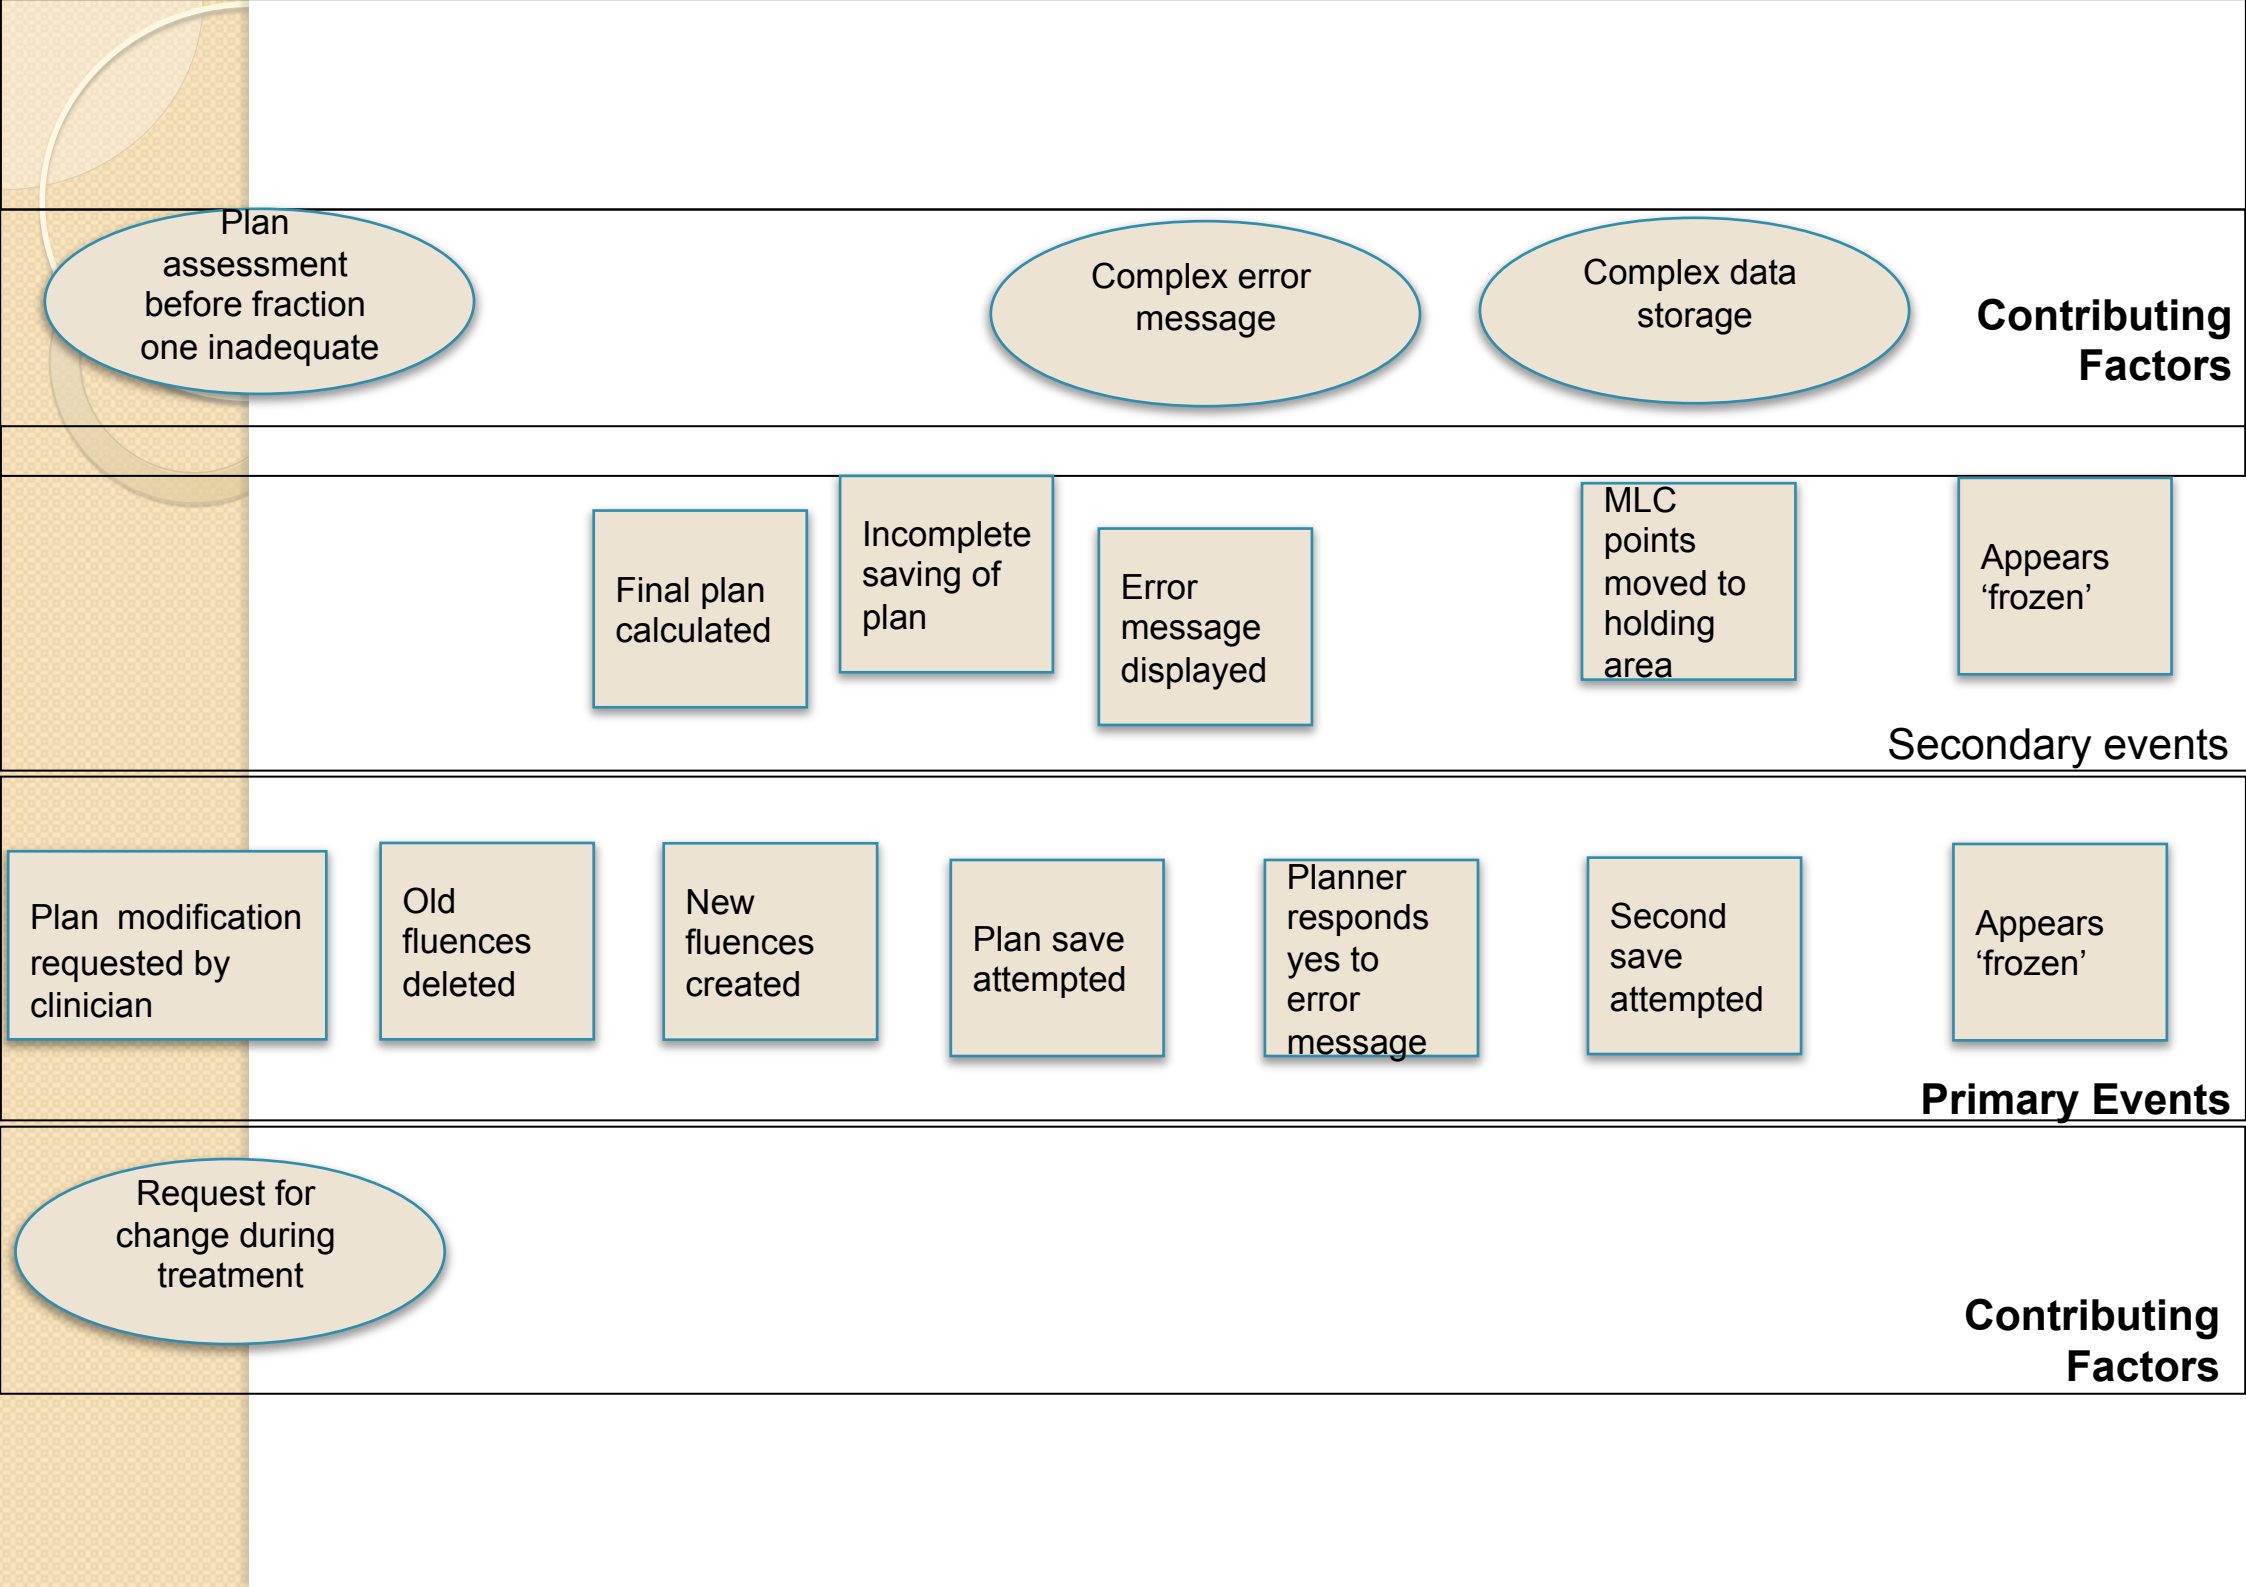 Plan
assessment
before fraction
one inadequate
Complex error
message
Complex data
storage
Contributing
Factors
Final plan
calculated
Incomplete
saving of
plan
Error
message
displayed
MLC
points
moved to
holding
area
Appears
‘frozen’
Secondary events
Plan  modification
requested by
clinician
Old
fluences
deleted
New
fluences
created
Plan save
attempted
Planner
responds
yes to
error
message
Second
save
attempted
Appears
‘frozen’
Primary Events
Request for
change during
treatment
Contributing
Factors